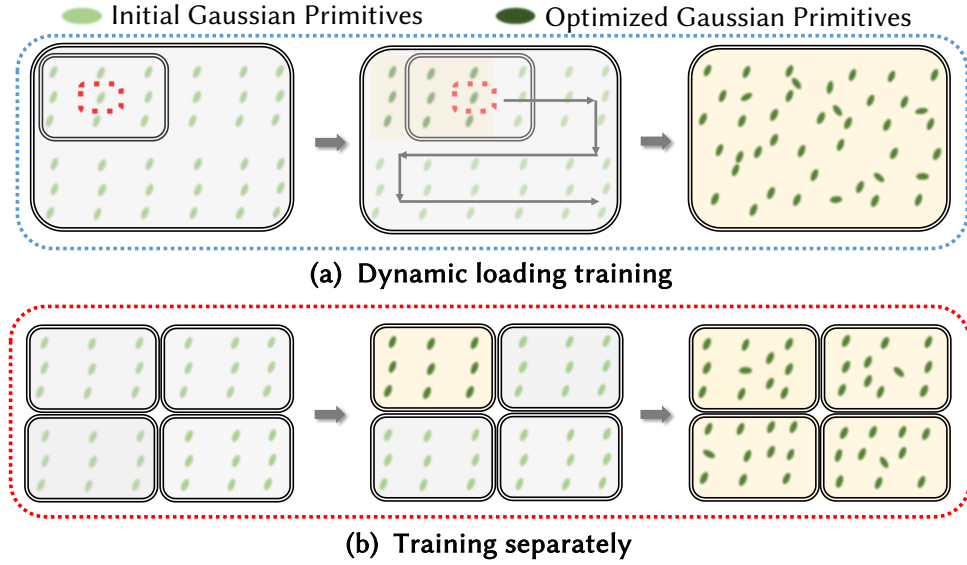 Initial Gaussian Primitives
Optimized Gaussian Primitives
(a) Dynamic loading training
(b) Training separately